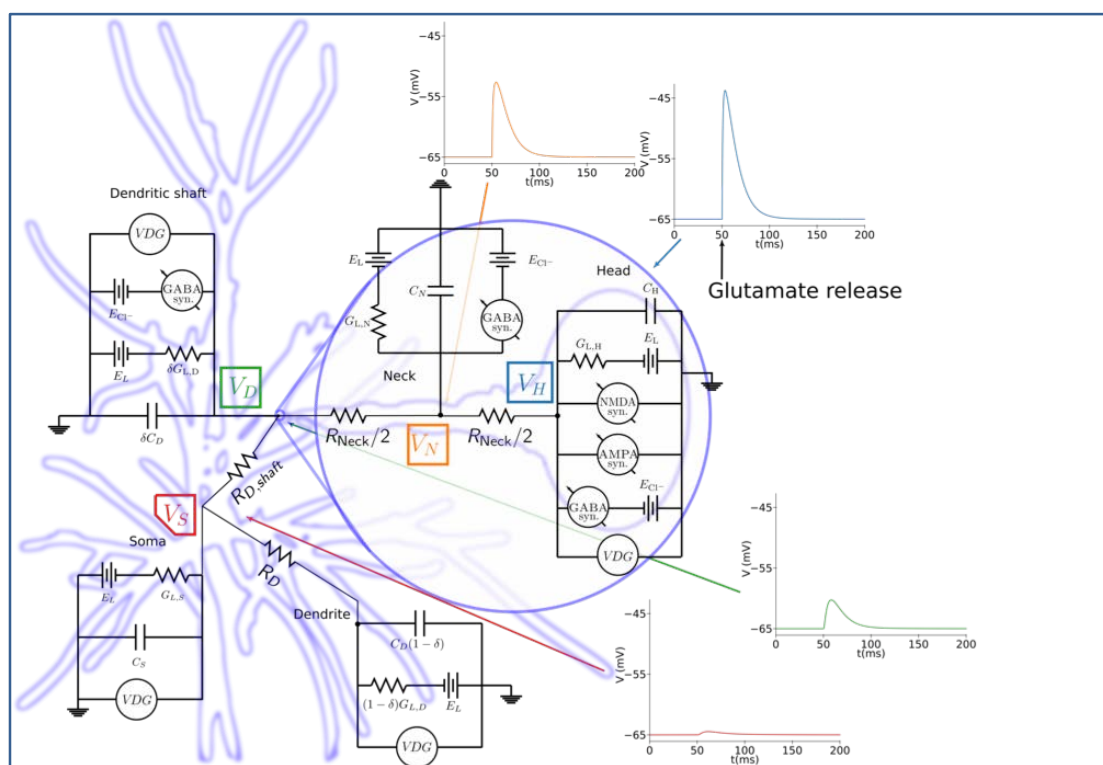 −45
V (mV)
−55
−65
0 50 100 150 200
t(ms)
−45
V (mV)
−55
−65
0 50 100 150 200
t(ms)
Glutamate release
Dendritic shaft
VDG
GABA
syn.
E_Cl−
E_L
δG_L,D
δC_D
V_D
E_L
G_L,N
C_N
E_Cl−
GABA
syn.
Neck
R_Neck/2
V_N
R_Neck/2
Head
C_H
G_L,H
E_L
V_H
NMDA
syn.
AMPA
syn.
E_Cl−
GABA
syn.
VDG
R_D,shaft
V_S
Soma
E_L
G_L,S
C_S
VDG
R_D
Dendrite
C_D(1−δ)
(1−δ)G_L,D
E_L
VDG
−45
V (mV)
−55
−65
0 50 100 150 200
t(ms)
−45
V (mV)
−55
−65
0 50 100 150 200
t(ms)